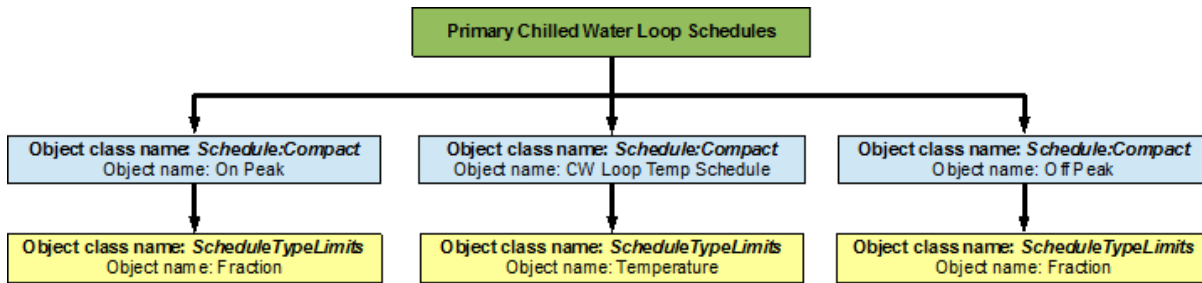 Primary Chilled Water Loop Schedules
Object class name: Schedule:Compact
Object name: On Peak
Object class name: Schedule:Compact
Object name: CW Loop Temp Schedule
Object class name: Schedule:Compact
Object name: Off Peak
Object class name: ScheduleTypeLimits
Object name: Fraction
Object class name: ScheduleTypeLimits
Object name: Temperature
Object class name: ScheduleTypeLimits
Object name: Fraction